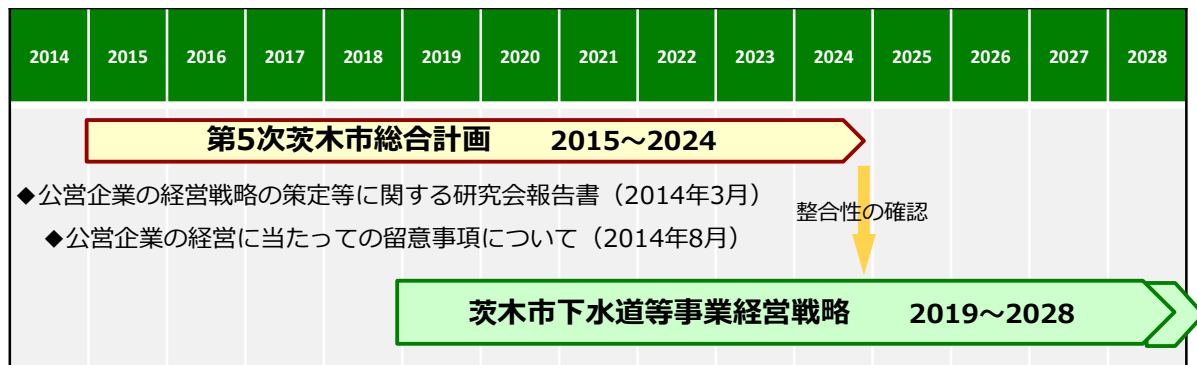 2014 2015 2016 2017 2018 2019 2020 2021 2022 2023 2024 2025 2026 2027 2028
第5次茨木市総合計画 2015～2024
◆公営企業の経営戦略の策定等に関する研究会報告書（2014年3月）
整合性の確認
◆公営企業の経営に当たっての留意事項について（2014年8月）
茨木市下水道等事業経営戦略 2019～2028